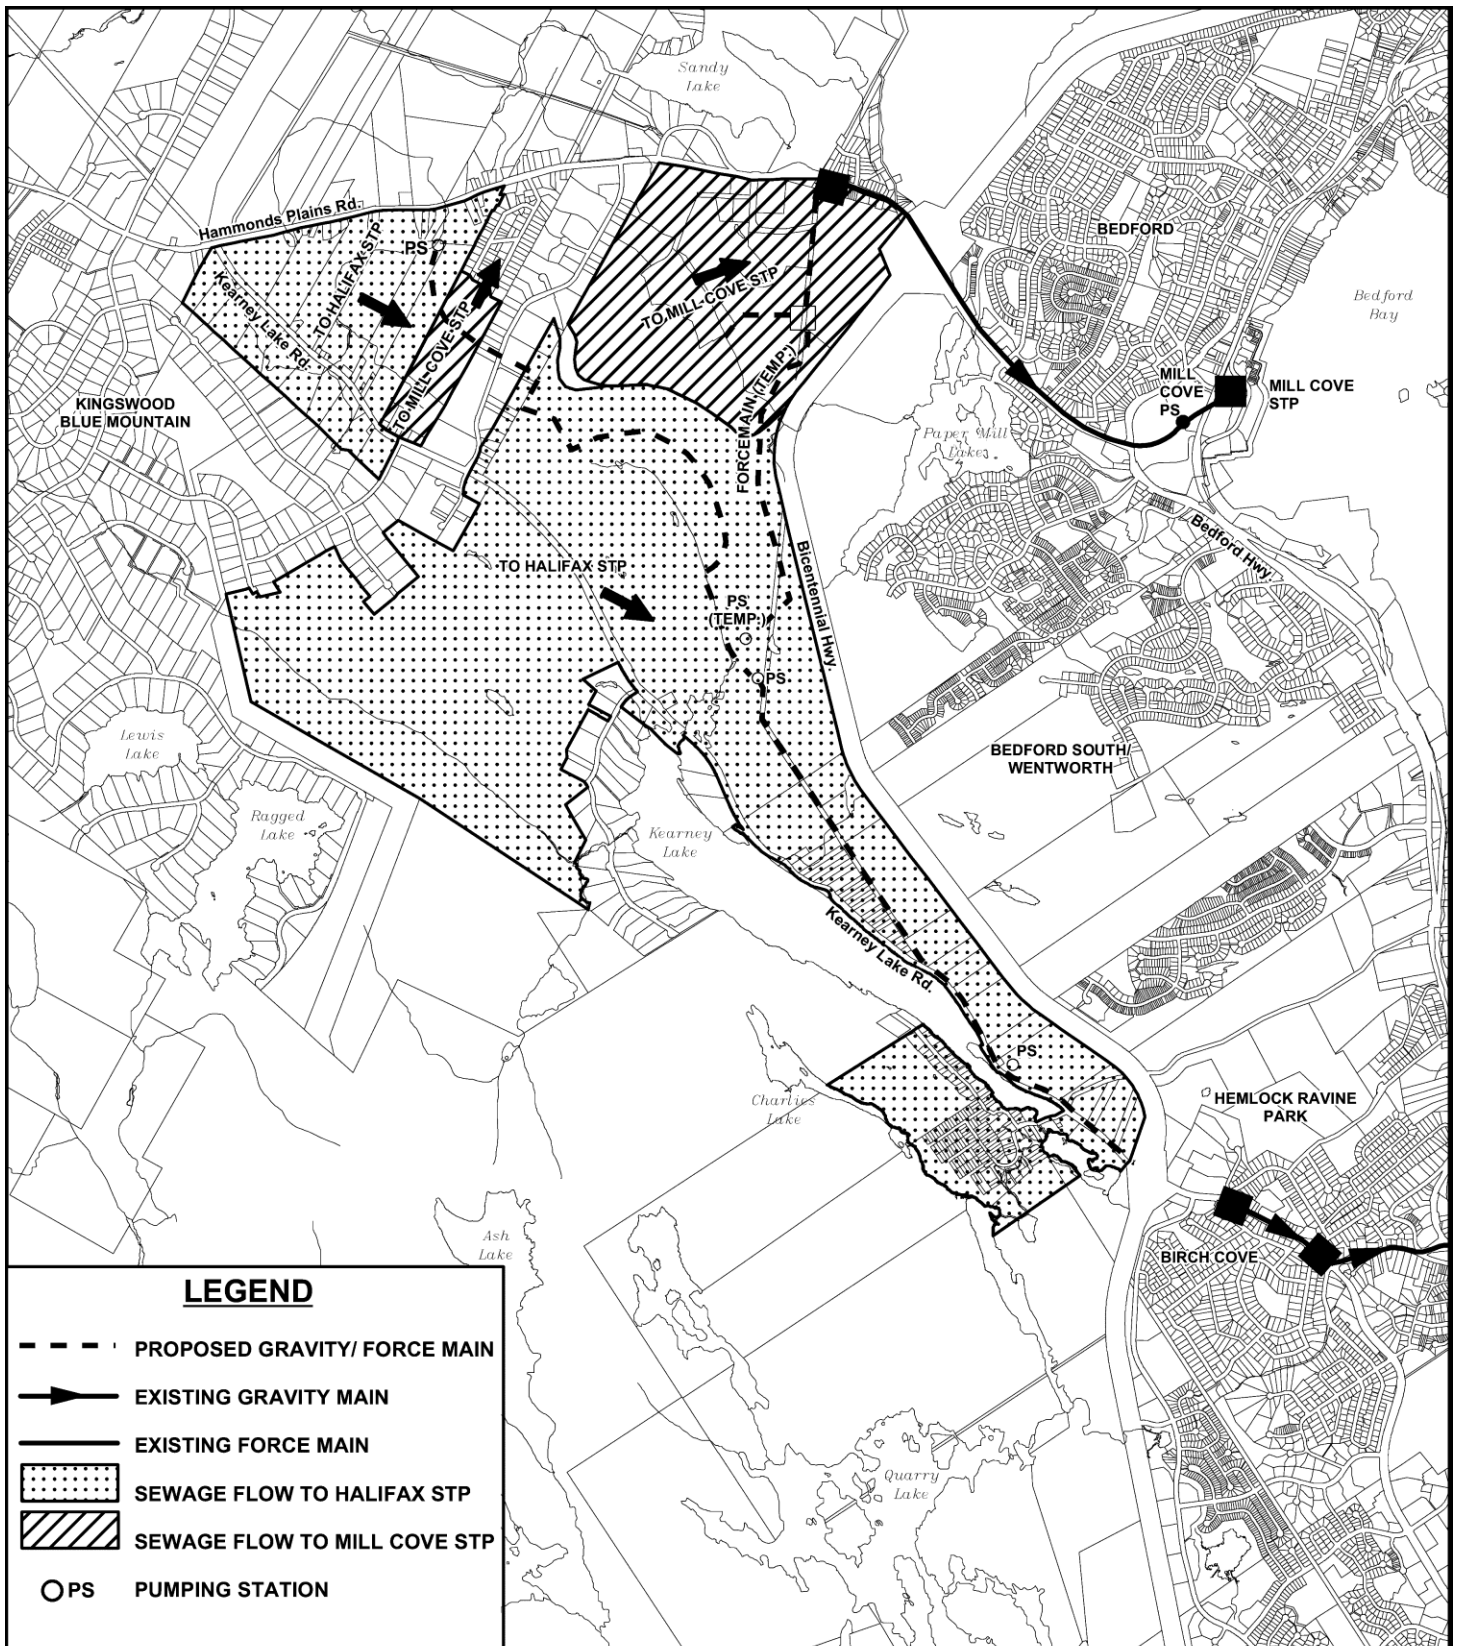 Sandy
Lake
Hammonds Plains Rd.
PS
BEDFORD
TO HALIFAX STP
Kearney Lake Rd.
TO MILL COVE STP
TO MILL COVE STP
Bedford
Bay
MILL
COVE
PS
MILL COVE
STP
KINGSWOOD
BLUE MOUNTAIN
FORCEMAIN (TEMP.)
Paper Mill
Lake
Bedford Hwy.
Bicentennial Hwy.
TO HALIFAX STP
PS
(TEMP.)
PS
Lewis
Lake
BEDFORD SOUTH/
WENTWORTH
Ragged
Lake
Kearney
Lake
Kearney Lake Rd.
PS
Charlies
Lake
HEMLOCK RAVINE
PARK
Ash
Lake
BIRCH COVE
Quarry
Lake
LEGEND
PROPOSED GRAVITY/ FORCE MAIN
EXISTING GRAVITY MAIN
EXISTING FORCE MAIN
SEWAGE FLOW TO HALIFAX STP
SEWAGE FLOW TO MILL COVE STP
PS PUMPING STATION